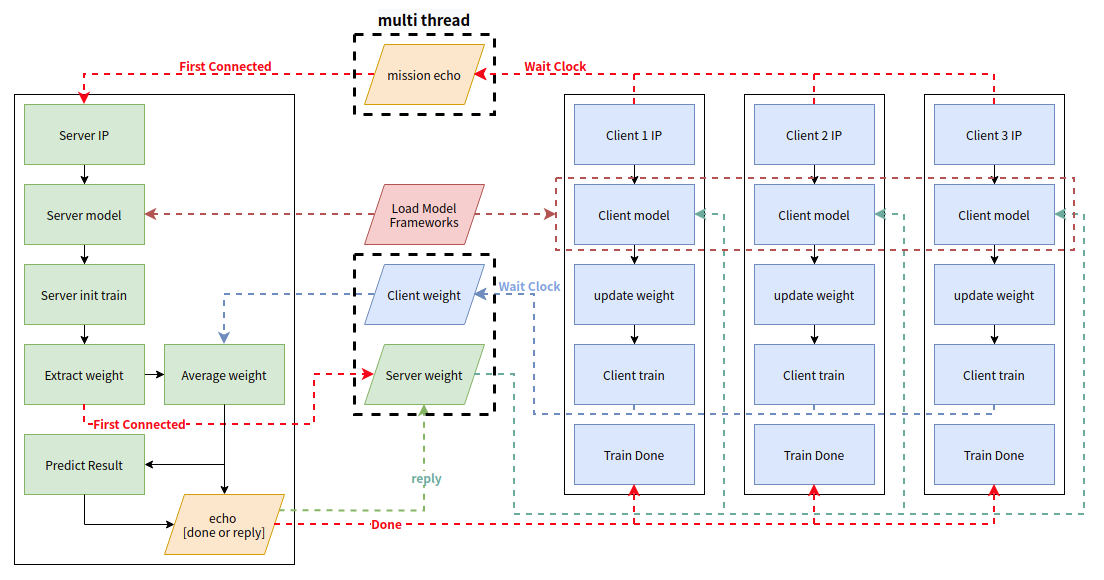 multi thread
First Connected
mission echo
Wait Clock
Server IP
Client 1 IP
Client 2 IP
Client 3 IP
Server model
Load Model
Frameworks
Client model
Client model
Client model
Server init train
Client weight
Wait Clock
update weight
update weight
update weight
Extract weight
Average weight
Server weight
Client train
Client train
Client train
First Connected
Predict Result
reply
Train Done
Train Done
Train Done
echo
[done or reply]
Done